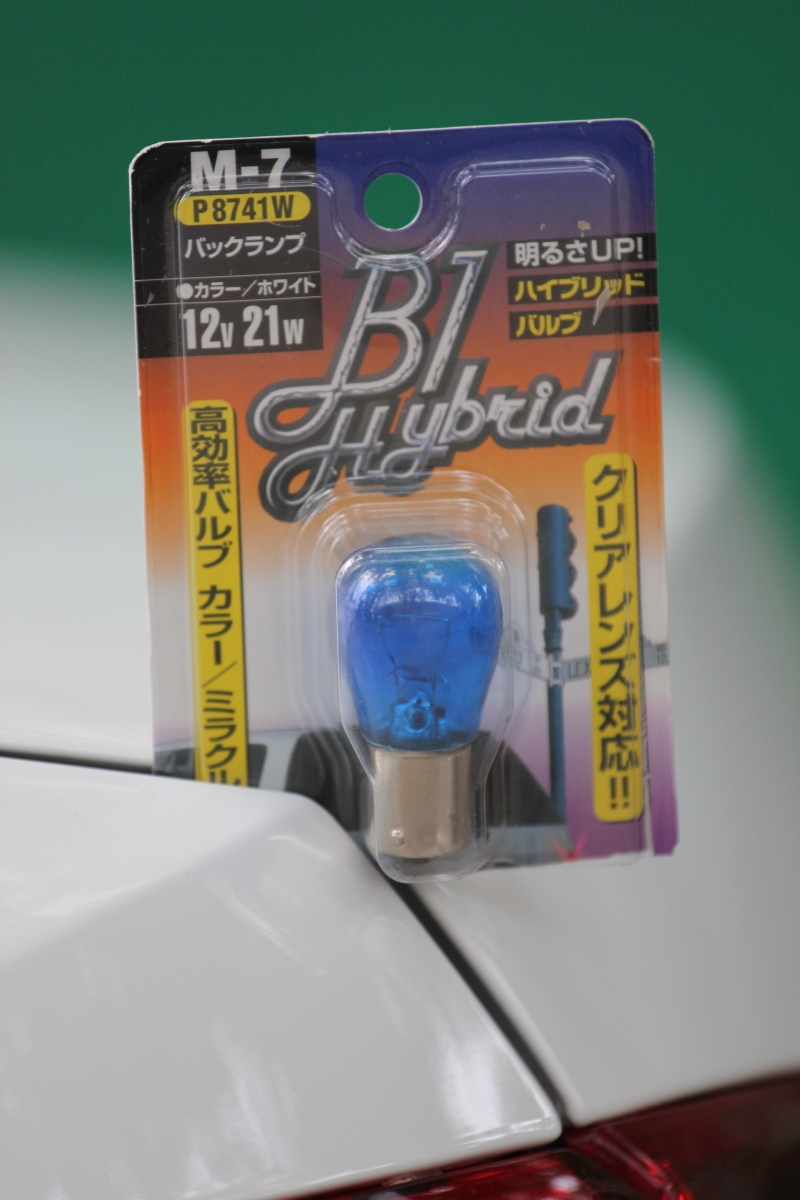 M-7
P8741W
バックランプ
●カラー/ホワイト
12V 21W
明るさUP!
ハイブリッド
バルブ
B1
Hybrid
高効率バルブ カラー/ミラクル
クリアレンズ対応!!
LEX